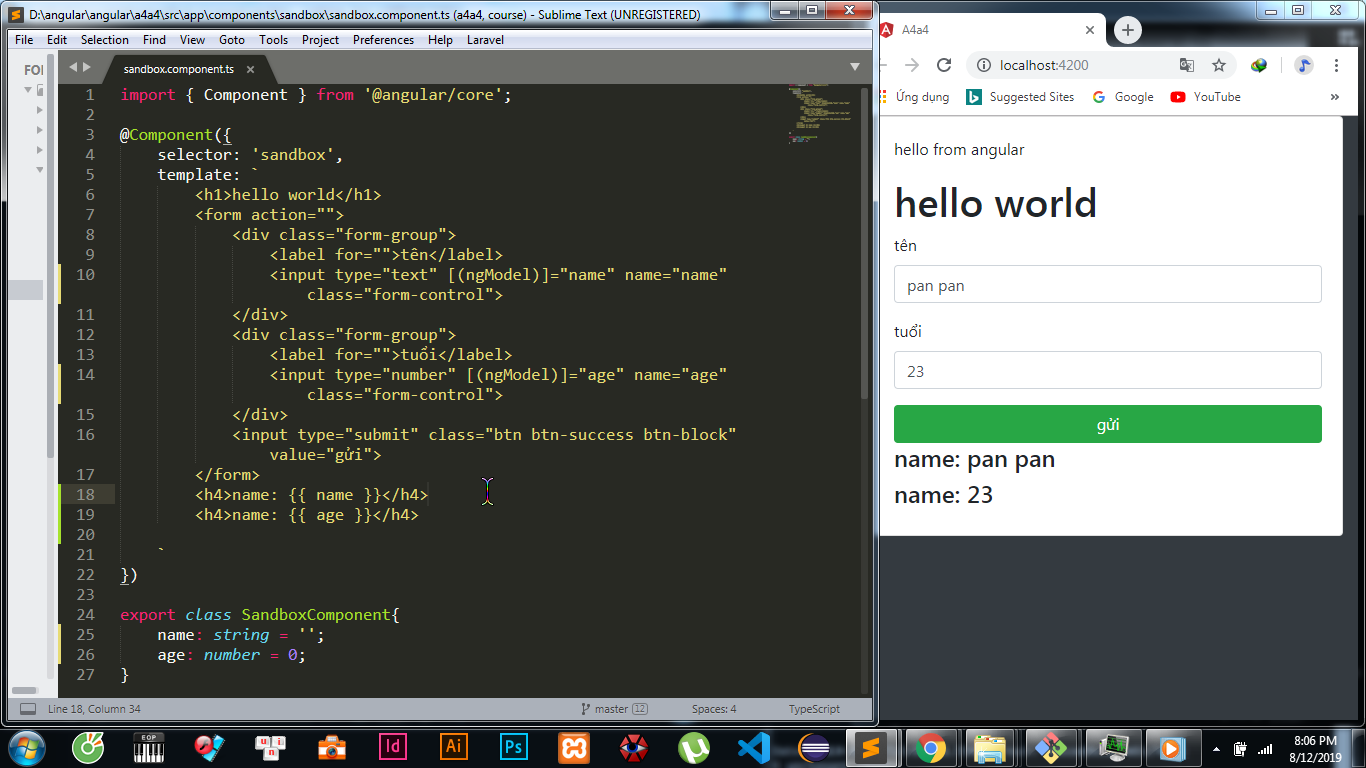 D:\angular\angular\a4a4\src\app\components\sandbox\sandbox.component.ts (a4a4, course) - Sublime Text (UNREGISTERED)
File Edit Selection Find View Goto Tools Project Preferences Help Laravel
sandbox.component.ts
1 import { Component } from '@angular/core';
2
3 @Component({
4 selector: 'sandbox',
5 template: `
6 <h1>hello world</h1>
7 <form action="">
8 <div class="form-group">
9 <label for="">tên</label>
10 <input type="text" [(ngModel)]="name" name="name"
class="form-control">
11 </div>
12 <div class="form-group">
13 <label for="">tuổi</label>
14 <input type="number" [(ngModel)]="age" name="age"
class="form-control">
15 </div>
16 <input type="submit" class="btn btn-success btn-block"
value="gửi">
17 </form>
18 <h4>name: {{ name }}</h4>
19 <h4>name: {{ age }}</h4>
20
21 `
22 })
23
24 export class SandboxComponent{
25 name: string = '';
26 age: number = 0;
27 }
Line 18, Column 34
master 12
Spaces: 4
TypeScript
A4a4
localhost:4200
Ứng dụng
Suggested Sites
Google
YouTube
»
hello from angular
hello world
tên
pan pan
tuổi
23
gửi
name: pan pan
name: 23
EOP
u n i
Id
Ai
Ps
8:06 PM
8/12/2019